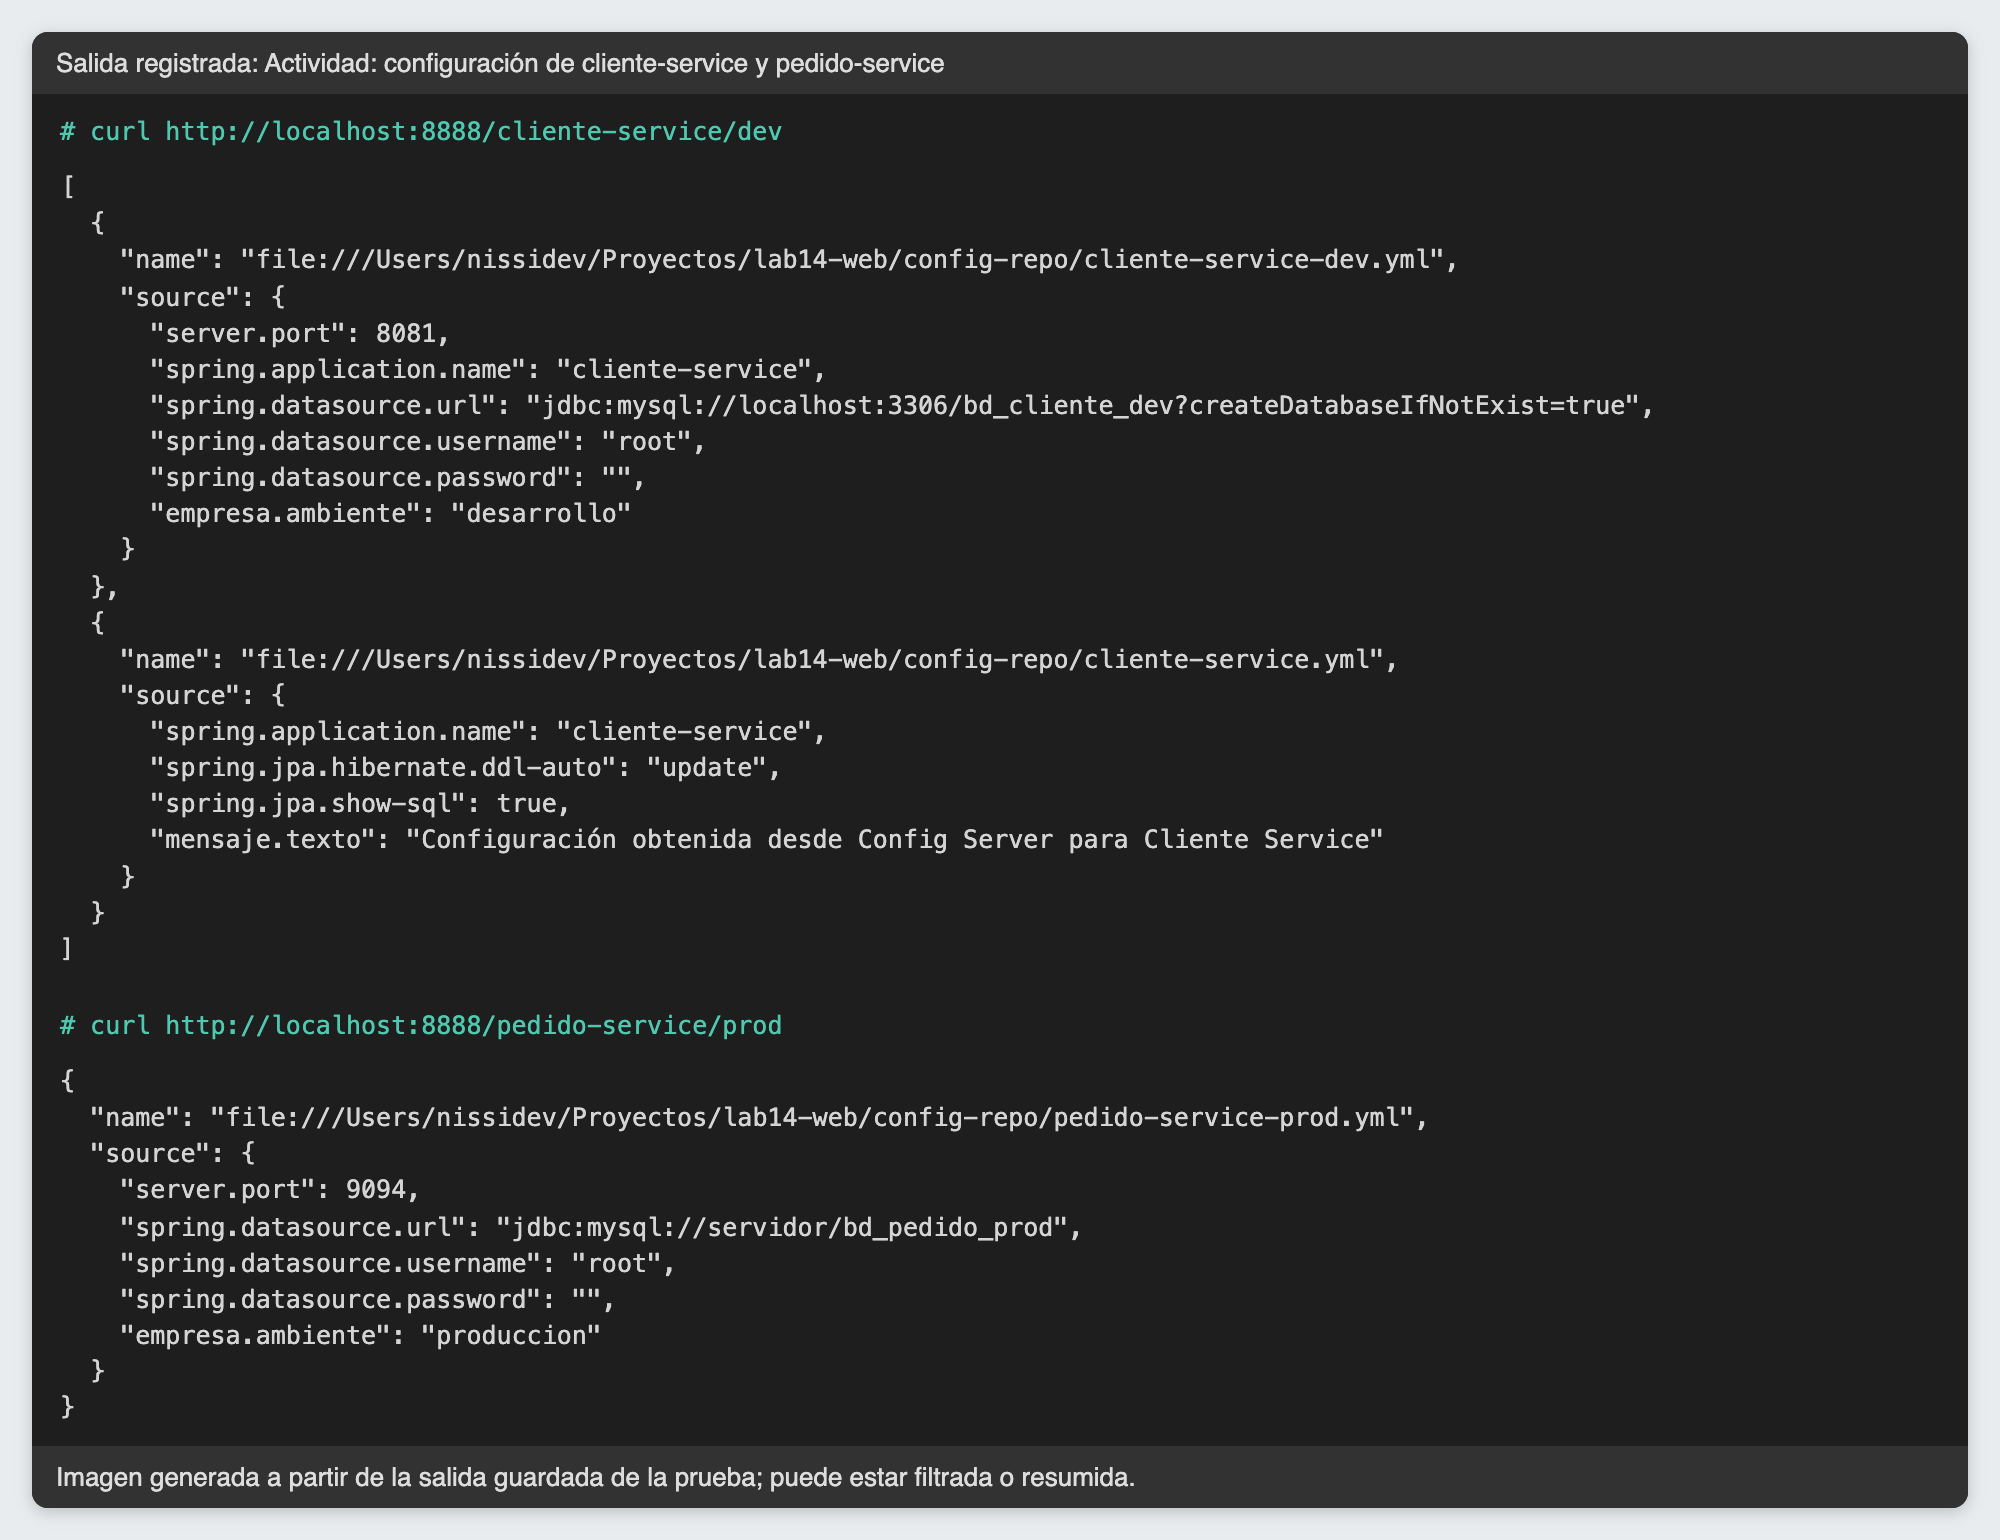 Salida registrada: Actividad: configuración de cliente-service y pedido-service
# curl http://localhost:8888/cliente-service/dev
[
  {
    "name": "file:///Users/nissidev/Proyectos/lab14-web/config-repo/cliente-service-dev.yml",
    "source": {
      "server.port": 8081,
      "spring.application.name": "cliente-service",
      "spring.datasource.url": "jdbc:mysql://localhost:3306/bd_cliente_dev?createDatabaseIfNotExist=true",
      "spring.datasource.username": "root",
      "spring.datasource.password": "",
      "empresa.ambiente": "desarrollo"
    }
  },
  {
    "name": "file:///Users/nissidev/Proyectos/lab14-web/config-repo/cliente-service.yml",
    "source": {
      "spring.application.name": "cliente-service",
      "spring.jpa.hibernate.ddl-auto": "update",
      "spring.jpa.show-sql": true,
      "mensaje.texto": "Configuración obtenida desde Config Server para Cliente Service"
    }
  }
]
# curl http://localhost:8888/pedido-service/prod
{
  "name": "file:///Users/nissidev/Proyectos/lab14-web/config-repo/pedido-service-prod.yml",
  "source": {
    "server.port": 9094,
    "spring.datasource.url": "jdbc:mysql://servidor/bd_pedido_prod",
    "spring.datasource.username": "root",
    "spring.datasource.password": "",
    "empresa.ambiente": "produccion"
  }
}
Imagen generada a partir de la salida guardada de la prueba; puede estar filtrada o resumida.